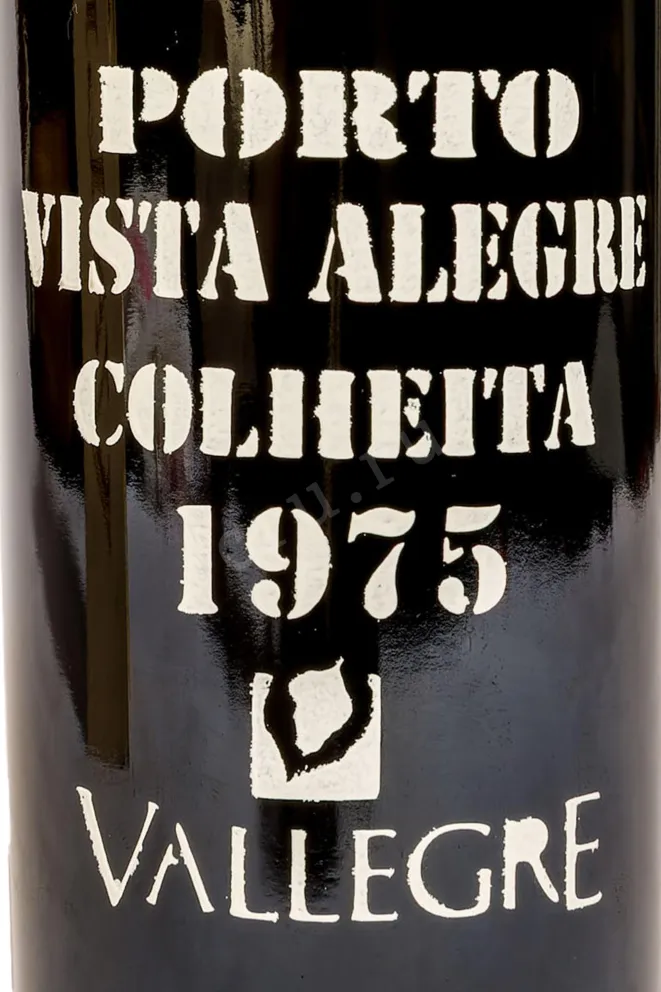 PORTO
VISTA ALEGRE
COLHEITA
1975
VALLEGRE